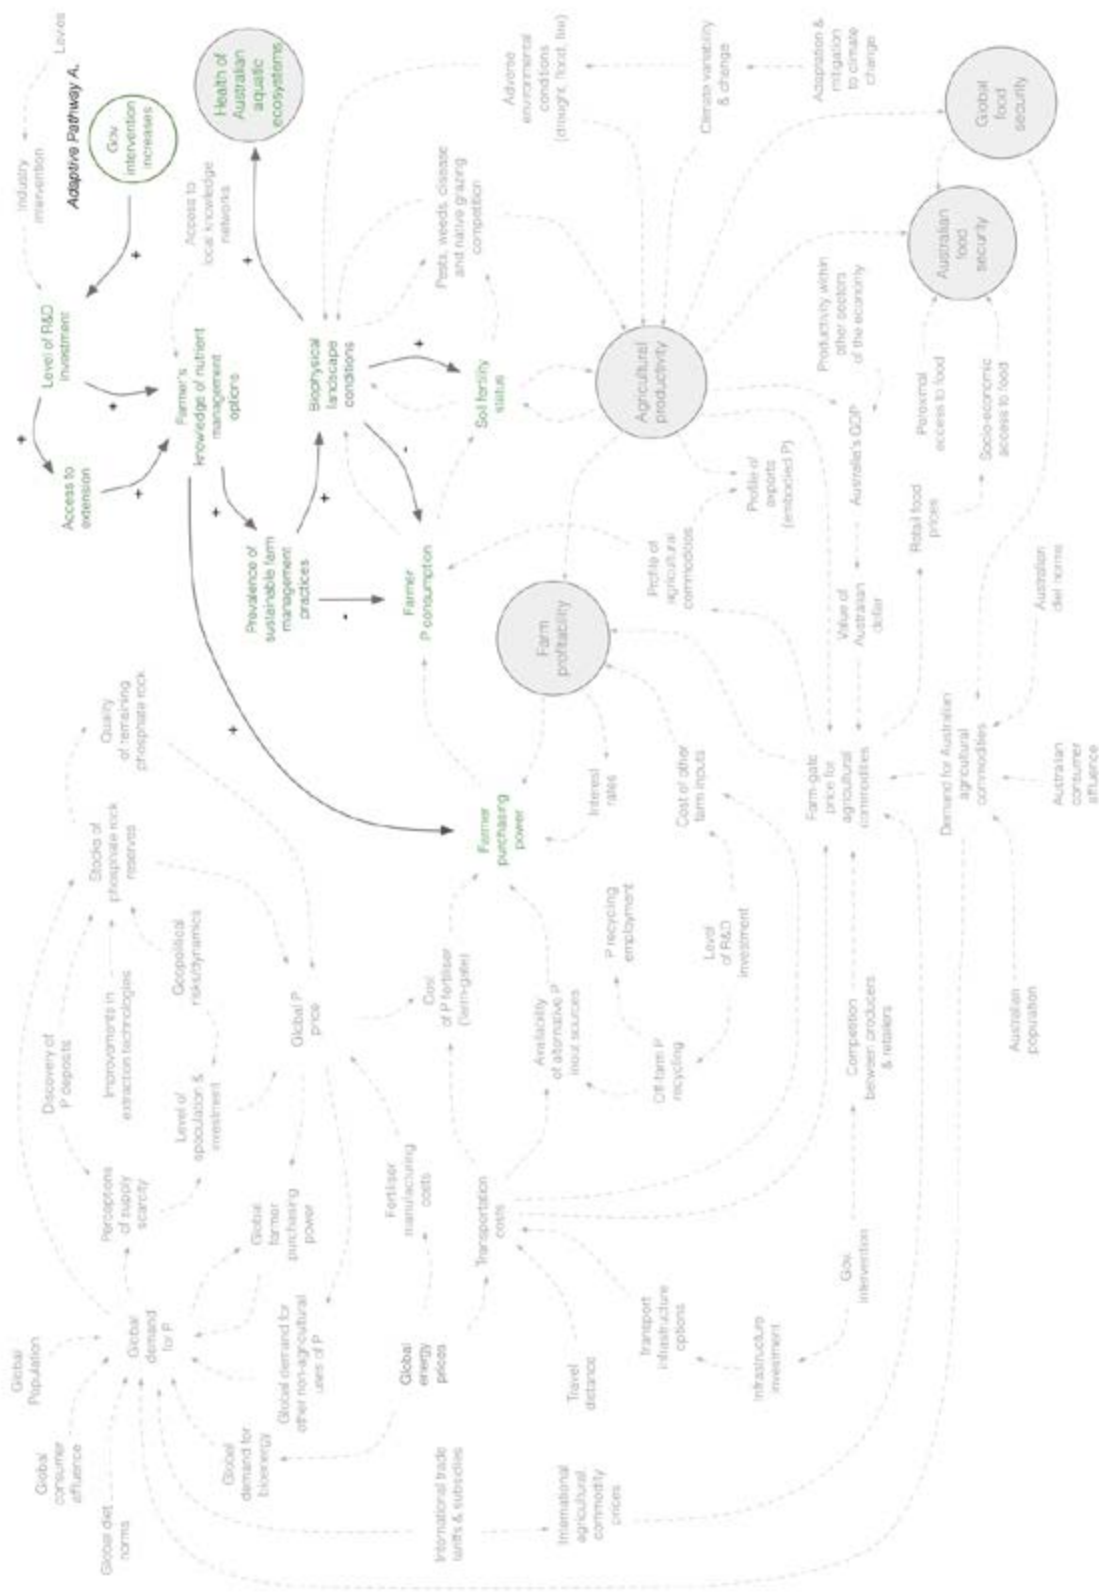 Levies
Industry
intervention
Adaptive Pathway A.
Gov
intervention
increases
Health of
Australian
aquatic
ecosystems
Level of R&D
investment
Access to
extension
Access to
local knowledge
networks
Farmer's
knowledge of nutrient
management
options
Prevalence of
sustainable farm
management
practices
Biophysical
landscape
conditions
Farmer
P consumption
Soil fertility
status
Pests, weeds, disease
and native grazing
competition
Adverse
environmental
conditions
(drought, flood, fire)
Climate variability
& change
Adaptation &
mitigation
to climate
change
Global
food
security
Australian
food
security
Agricultural
productivity
Productivity within
other sectors
of the economy
Australia's GDP
Value of
Australian
dollar
Proximal
access to food
Socio-economic
access to food
Retail food
prices
Profile of
exports
(embodied P)
Profile of
agricultural
commodities
Farm
profitability
Farmer
purchasing
power
Interest
rates
Cost of other
farm inputs
Farm-gate
price for
agricultural
commodities
Demand for Australian
agricultural
commodities
Australian
diet norms
Australian
consumer
affluence
Australian
population
Quality
of remaining
phosphate rock
Stocks of
phosphate rock
reserves
Discovery of
P deposits
Improvements in
extraction technologies
Geopolitical
risks/dynamics
Level of
speculation &
investment
Perceptions
of supply
scarcity
Global P
price
Cost
of P fertiliser
(farm-gate)
Availability
of alternative P
input sources
P recycling
employment
Level
of R&D
investment
Off-farm P
recycling
Competition
between producers
& retailers
Gov.
intervention
Infrastructure
investment
transport
infrastructure
options
Travel
distance
Transportation
costs
Fertiliser
manufacturing
costs
Global
farmer
purchasing
power
Global
energy
prices
Global demand for
other non-agricultural
uses of P
Global
demand
for P
Global
Population
Global
consumer
affluence
Global diet
norms
Global
demand for
bioenergy
International trade
tariffs & subsidies
International
agricultural
commodity
prices
+
+
+
+
+
+
+
+
+
-
-